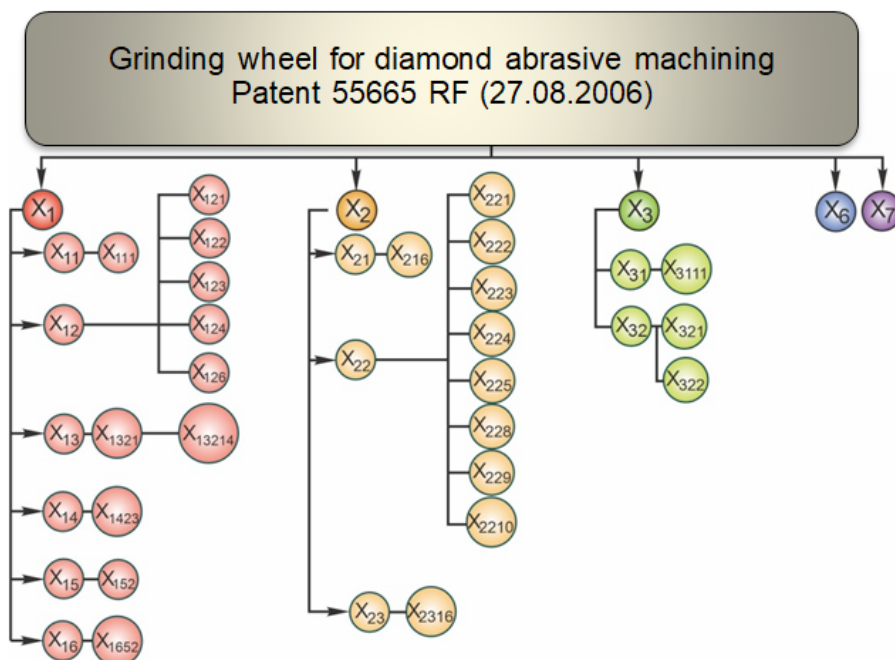 Grinding wheel for diamond abrasive machining
Patent 55665 RF (27.08.2006)
X1
X2
X3
X6
X7
X11
X111
X12
X121
X122
X123
X124
X126
X13
X1321
X13214
X14
X1423
X15
X152
X16
X1652
X21
X216
X22
X221
X222
X223
X224
X225
X228
X229
X2210
X23
X2316
X31
X3111
X32
X321
X322